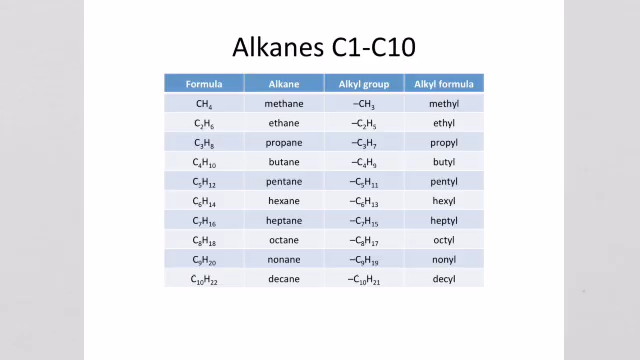 Alkanes C1-C10
Formula Alkane Alkyl group Alkyl formula
CH₄ methane –CH₃ methyl
C₂H₆ ethane –C₂H₅ ethyl
C₃H₈ propane –C₃H₇ propyl
C₄H₁₀ butane –C₄H₉ butyl
C₅H₁₂ pentane –C₅H₁₁ pentyl
C₆H₁₄ hexane –C₆H₁₃ hexyl
C₇H₁₆ heptane –C₇H₁₅ heptyl
C₈H₁₈ octane –C₈H₁₇ octyl
C₉H₂₀ nonane –C₉H₁₉ nonyl
C₁₀H₂₂ decane –C₁₀H₂₁ decyl